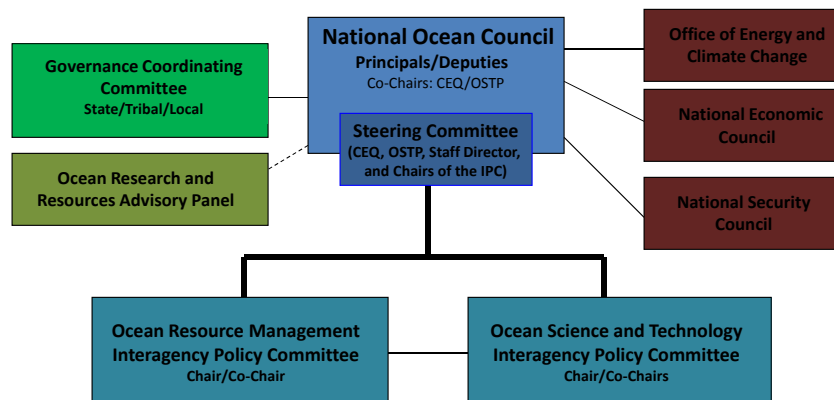 National Ocean Council
Principals/Deputies
Co-Chairs: CEQ/OSTP
Steering Committee
(CEQ, OSTP, Staff Director,
and Chairs of the IPC)
Governance Coordinating
Committee
State/Tribal/Local
Ocean Research and
Resources Advisory Panel
Office of Energy and
Climate Change
National Economic
Council
National Security
Council
Ocean Resource Management
Interagency Policy Committee
Chair/Co-Chair
Ocean Science and Technology
Interagency Policy Committee
Chair/Co-Chairs